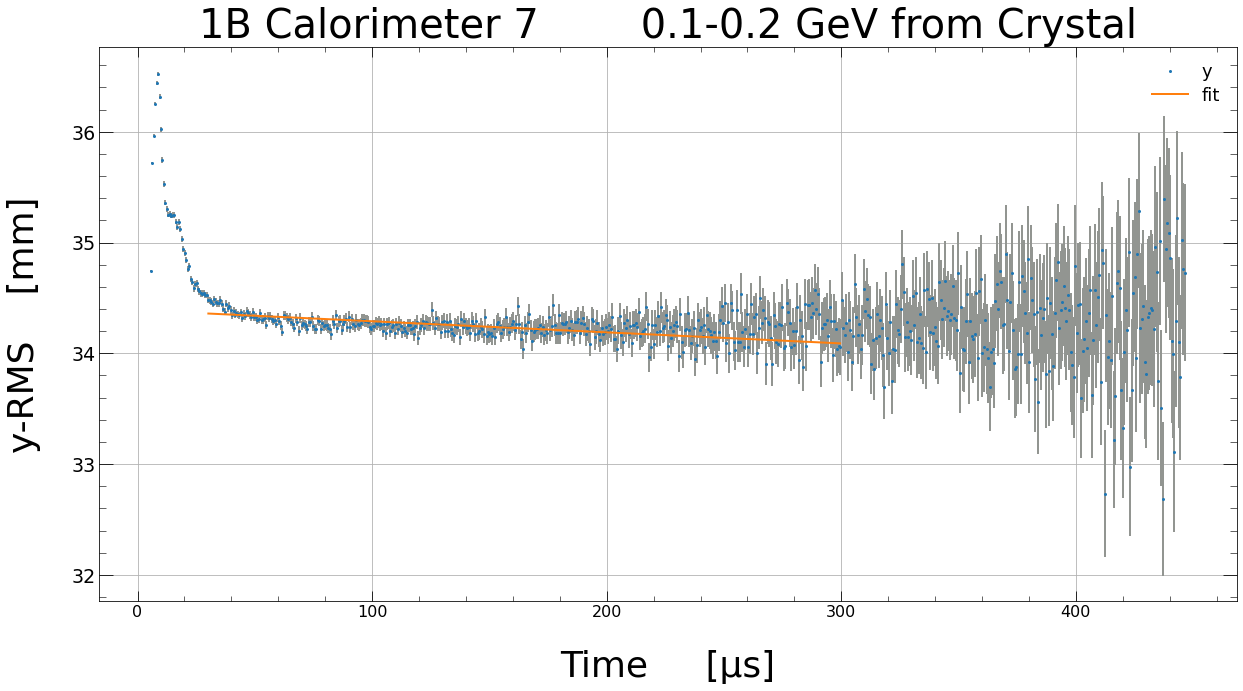 1B Calorimeter 7 0.1-0.2 GeV from Crystal
y
fit
36
35
34
33
32
y-RMS [mm]
0 100 200 300 400
Time [μs]